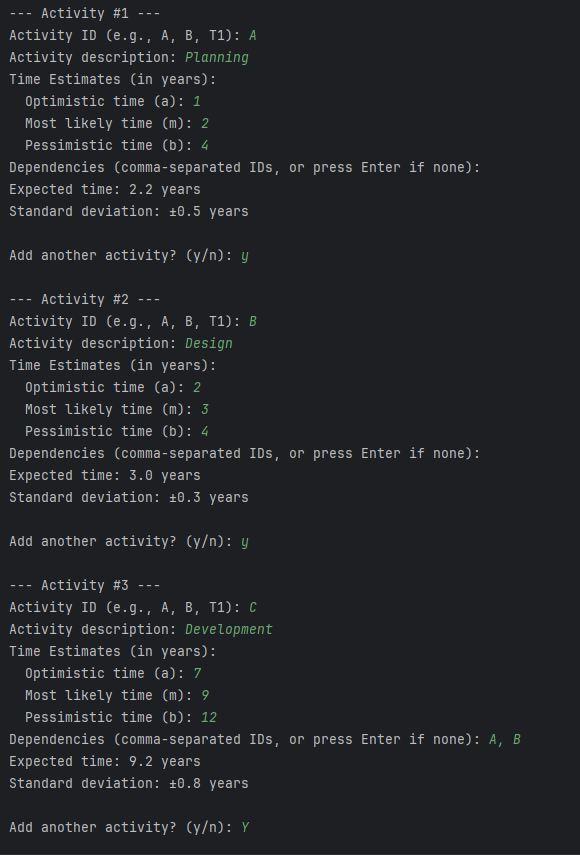 --- Activity #1 ---
Activity ID (e.g., A, B, T1): A
Activity description: Planning
Time Estimates (in years):
  Optimistic time (a): 1
  Most likely time (m): 2
  Pessimistic time (b): 4
Dependencies (comma-separated IDs, or press Enter if none):
Expected time: 2.2 years
Standard deviation: ±0.5 years

Add another activity? (y/n): y

--- Activity #2 ---
Activity ID (e.g., A, B, T1): B
Activity description: Design
Time Estimates (in years):
  Optimistic time (a): 2
  Most likely time (m): 3
  Pessimistic time (b): 4
Dependencies (comma-separated IDs, or press Enter if none):
Expected time: 3.0 years
Standard deviation: ±0.3 years

Add another activity? (y/n): y

--- Activity #3 ---
Activity ID (e.g., A, B, T1): C
Activity description: Development
Time Estimates (in years):
  Optimistic time (a): 7
  Most likely time (m): 9
  Pessimistic time (b): 12
Dependencies (comma-separated IDs, or press Enter if none): A, B
Expected time: 9.2 years
Standard deviation: ±0.8 years

Add another activity? (y/n): Y